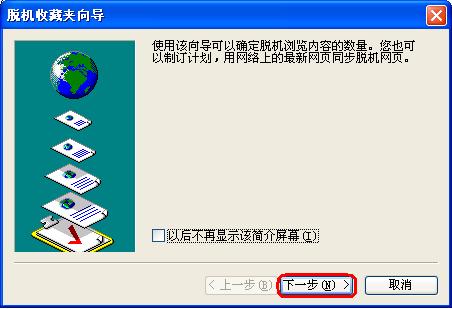 脱机收藏夹向导
使用该向导可以确定脱机浏览内容的数量。您也可
以制订计划，用网络上的最新网页同步脱机网页。
以后不再显示该简介屏幕(I)
< 上一步(B)
下一步(N) >
取消